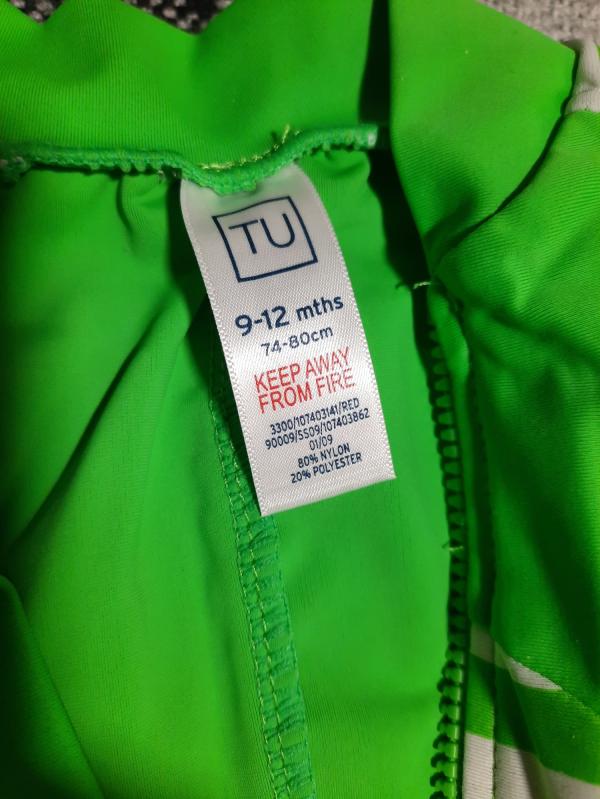 TU
9-12 mths
74-80cm
KEEP AWAY
FROM FIRE
3300/107403141/RED
90009/SS09/107403862
01/09
80% NYLON
20% POLYESTER